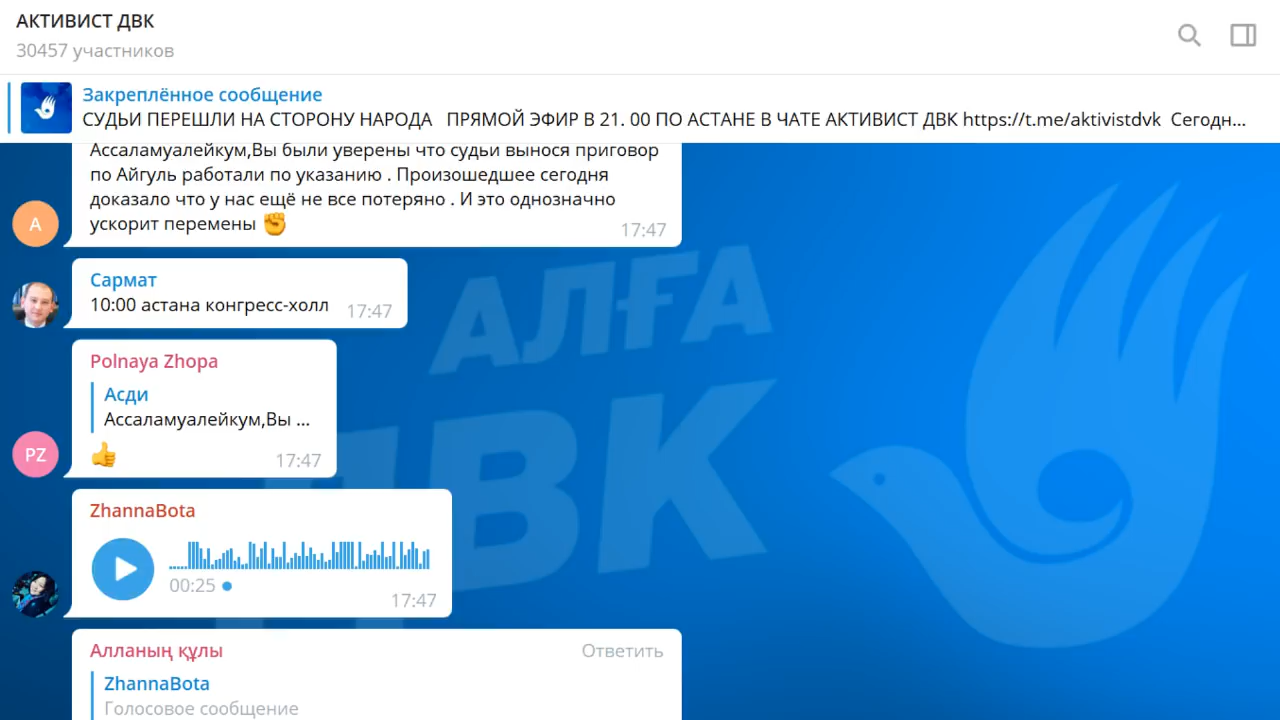 АКТИВИСТ ДВК
30457 участников
Закреплённое сообщение
СУДЬИ ПЕРЕШЛИ НА СТОРОНУ НАРОДА ПРЯМОЙ ЭФИР В 21. 00 ПО АСТАНЕ В ЧАТЕ АКТИВИСТ ДВК https://t.me/aktivistdvk Сегодн...
Ассаламуалейкум,Вы были уверены что судьи вынося приговор
по Айгуль работали по указанию . Произошедшее сегодня
доказало что у нас ещё не все потеряно . И это однозначно
ускорит перемены ✊
17:47
А
Сармат
10:00 астана конгресс-холл
17:47
Polnaya Zhopa
Асди
Ассаламуалейкум,Вы ...
👍
17:47
PZ
ZhannaBota
00:25
17:47
Алланың құлы
Ответить
ZhannaBota
Голосовое сообщение
АЛҒА
ДВК